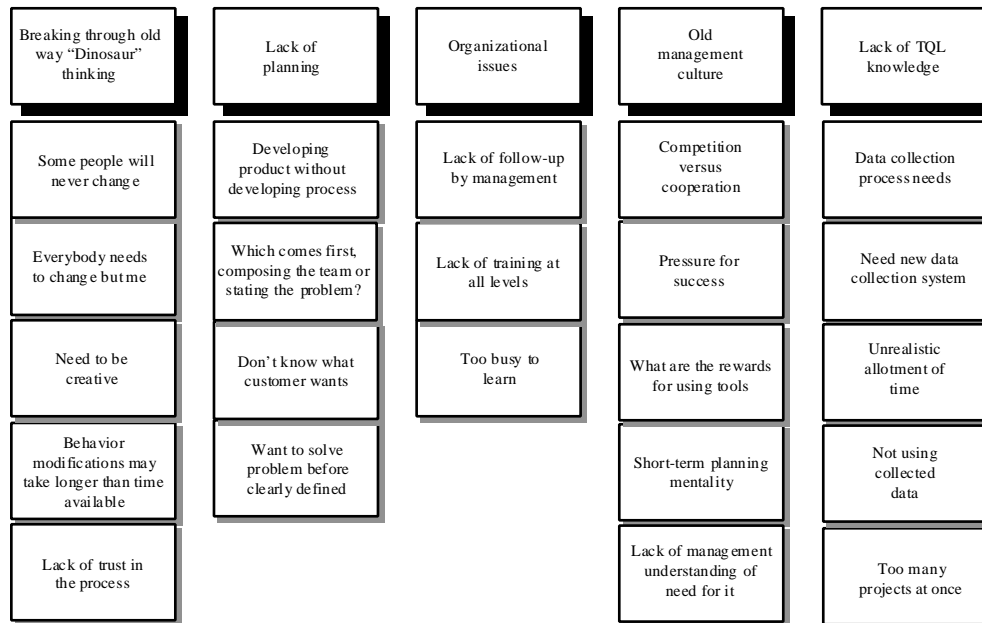 Breaking through old
way “Dinosaur”
thinking
Some people will
never change
Everybody needs
to change but me
Need to be
creative
Behavior
modifications may
take longer than time
available
Lack of trust in
the process
Lack of
planning
Developing
product without
developing process
Which comes first,
composing the team or
stating the problem?
Don’t know what
customer wants
Want to solve
problem before
clearly defined
Organizational
issues
Lack of follow-up
by management
Lack of training at
all levels
Too busy to
learn
Old
management
culture
Competition
versus
cooperation
Pressure for
success
What are the rewards
for using tools
Short-term planning
mentality
Lack of management
understanding of
need for it
Lack of TQL
knowledge
Data collection
process needs
Need new data
collection system
Unrealistic
allotment of
time
Not using
collected
data
Too many
projects at once